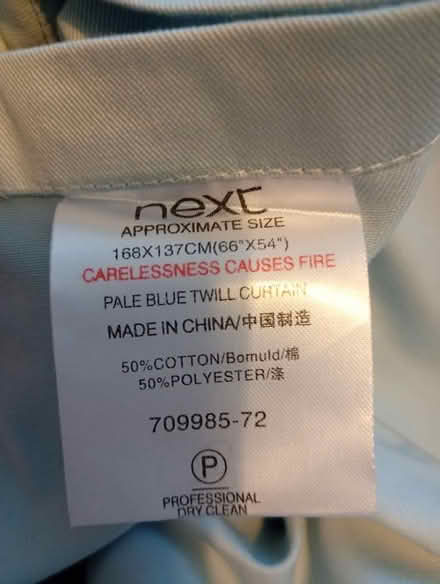 next
APPROXIMATE SIZE
168X137CM(66"X54")
CARELESSNESS CAUSES FIRE
PALE BLUE TWILL CURTAIN
MADE IN CHINA/中国制造
50%COTTON/Bomuld/棉
50%POLYESTER/涤
709985-72
P
PROFESSIONAL
DRY CLEAN